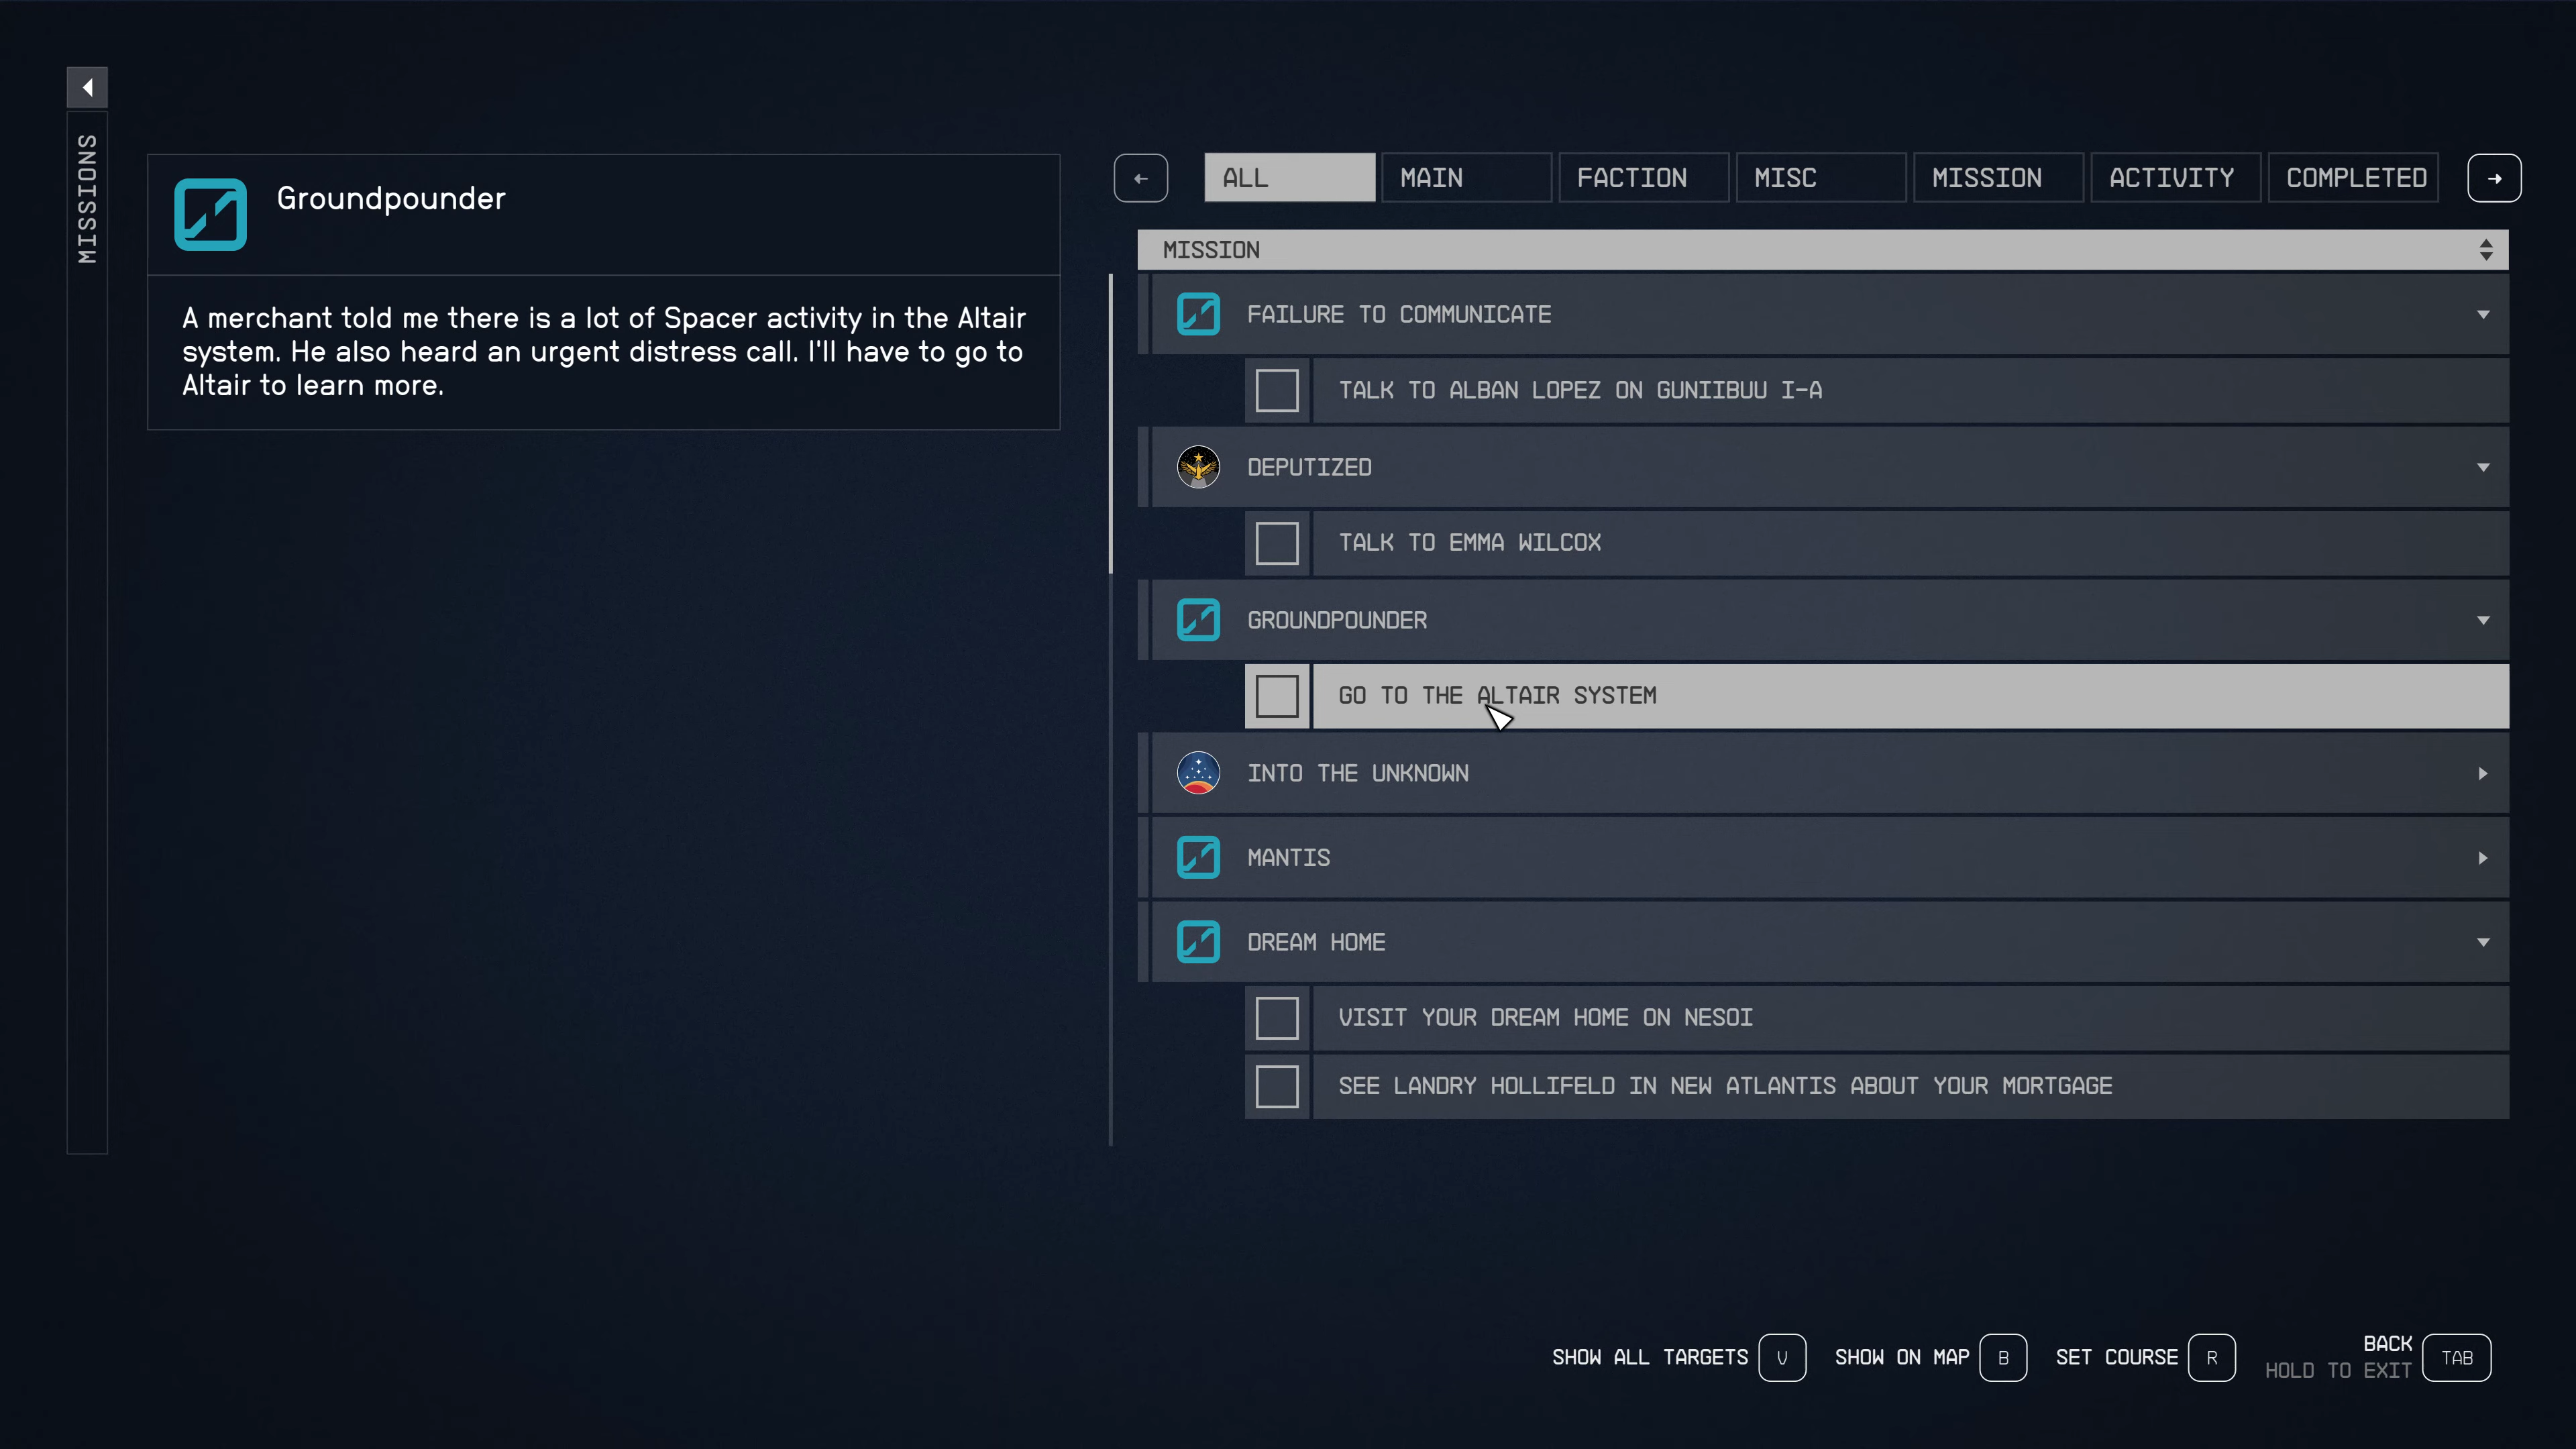 MISSIONS
Groundpounder
A merchant told me there is a lot of Spacer activity in the Altair
system. He also heard an urgent distress call. I'll have to go to
Altair to learn more.
ALL
MAIN
FACTION
MISC
MISSION
ACTIVITY
COMPLETED
MISSION
FAILURE TO COMMUNICATE
TALK TO ALBAN LOPEZ ON GUNIIBUU I-A
DEPUTIZED
TALK TO EMMA WILCOX
GROUNDPOUNDER
GO TO THE ALTAIR SYSTEM
INTO THE UNKNOWN
MANTIS
DREAM HOME
VISIT YOUR DREAM HOME ON NESOI
SEE LANDRY HOLLIFELD IN NEW ATLANTIS ABOUT YOUR MORTGAGE
SHOW ALL TARGETS V
SHOW ON MAP B
SET COURSE R
BACK
HOLD TO EXIT
TAB